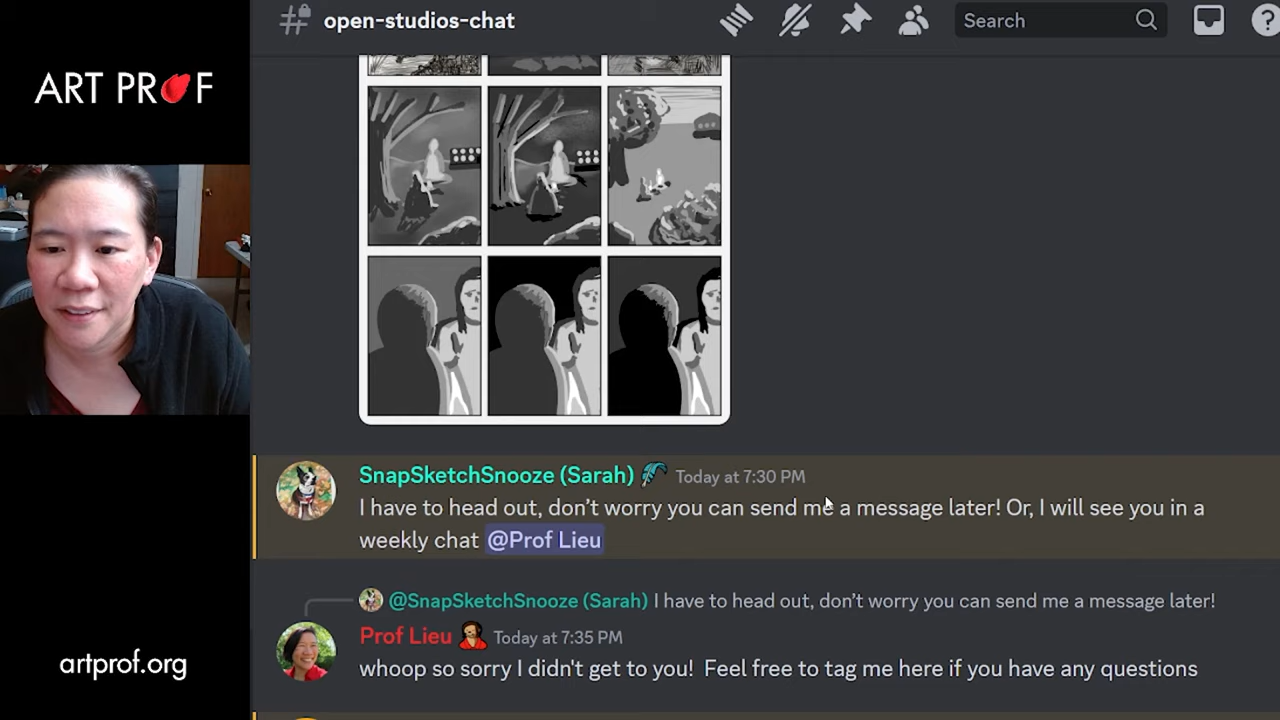 open-studios-chat
Search
ART PROF
SnapSketchSnooze (Sarah) Today at 7:30 PM
I have to head out, don't worry you can send me a message later! Or, I will see you in a
weekly chat @Prof Lieu
@SnapSketchSnooze (Sarah) I have to head out, don't worry you can send me a message later!
Prof Lieu Today at 7:35 PM
whoop so sorry I didn't get to you! Feel free to tag me here if you have any questions
artprof.org